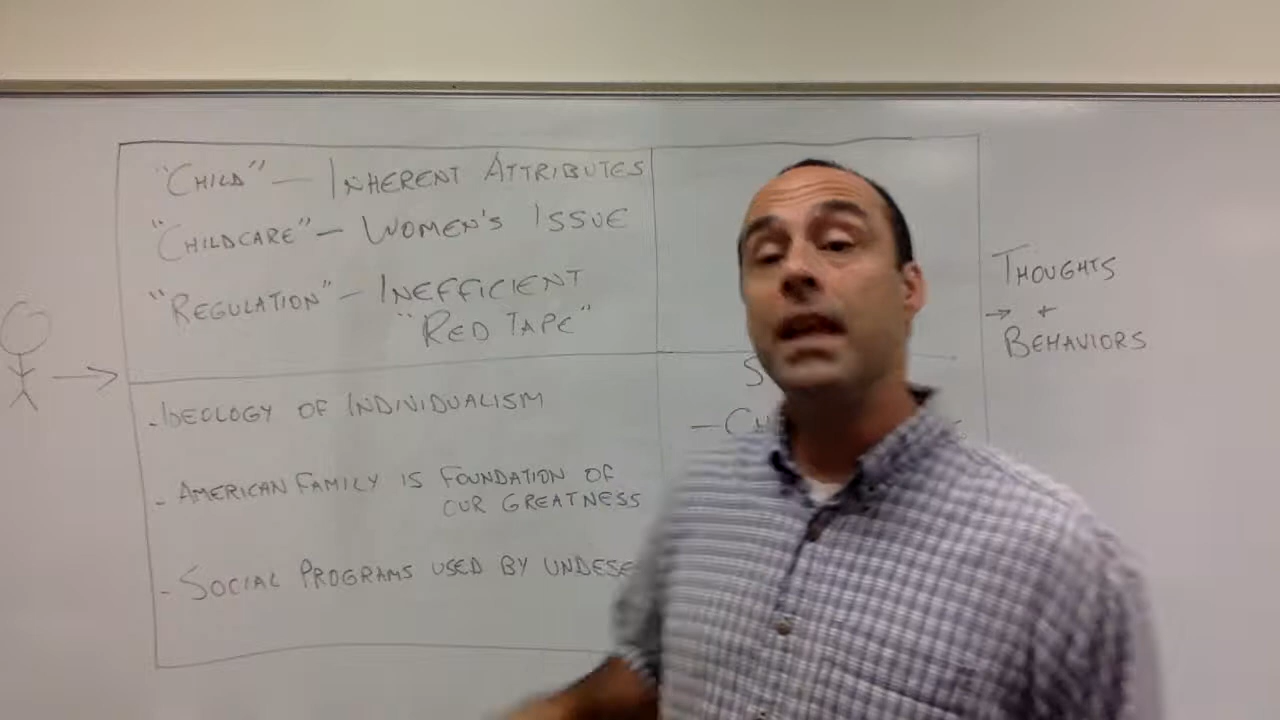 "CHILD" — INHERENT ATTRIBUTES
"CHILDCARE" — WOMEN'S ISSUE
"REGULATION" — INEFFICIENT
"RED TAPE"
- IDEOLOGY OF INDIVIDUALISM
- AMERICAN FAMILY IS FOUNDATION OF
OUR GREATNESS
- SOCIAL PROGRAMS USED BY
THOUGHTS
→ +
BEHAVIORS